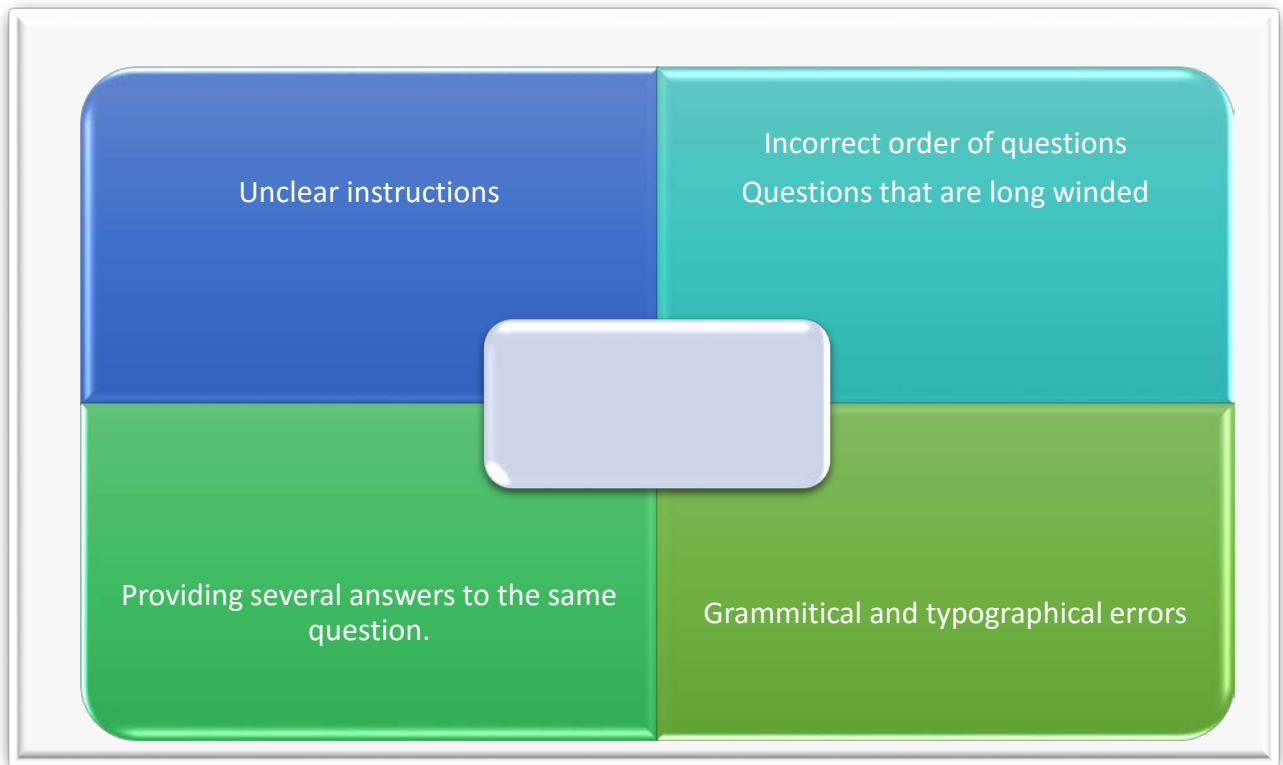 Unclear instructions
Incorrect order of questions
Questions that are long winded
Providing several answers to the same
question.
Grammitical and typographical errors